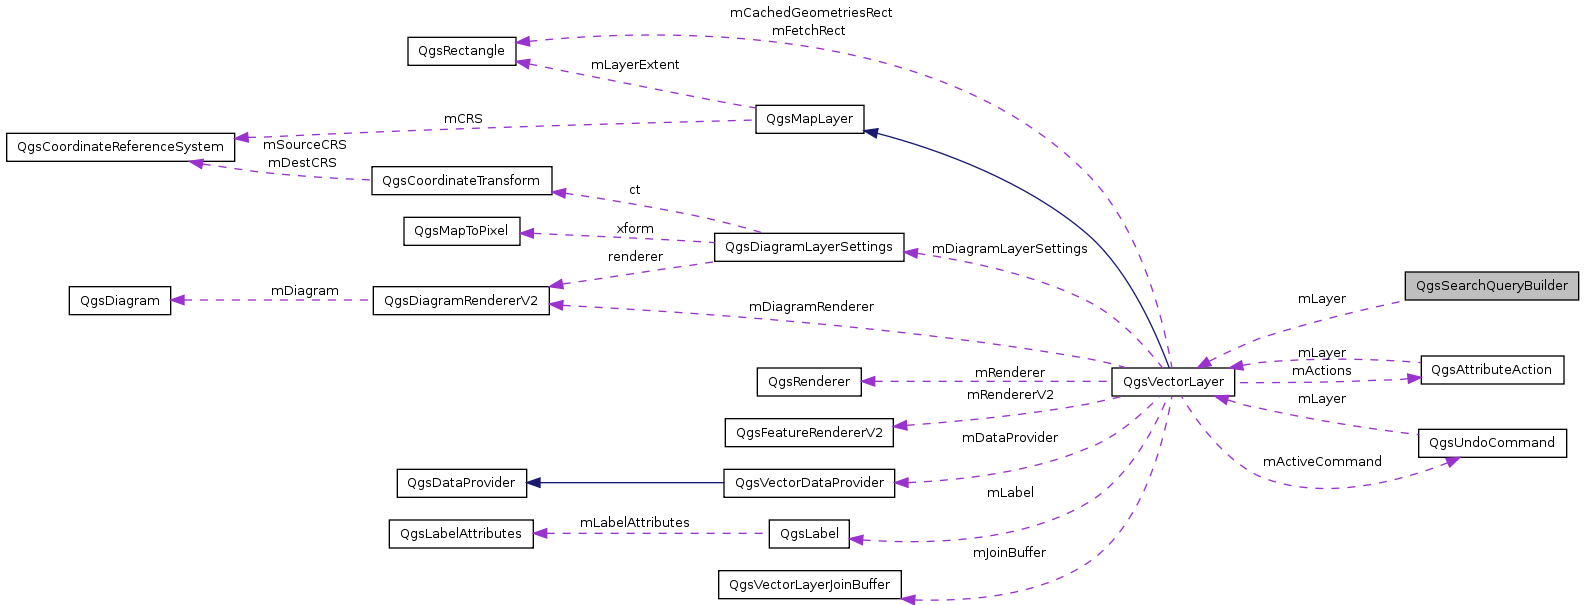 mCachedGeometriesRect
mFetchRect
QgsRectangle
mLayerExtent
QgsMapLayer
mCRS
QgsCoordinateReferenceSystem
mSourceCRS
mDestCRS
QgsCoordinateTransform
ct
QgsMapToPixel
xform
QgsDiagramLayerSettings
mDiagramLayerSettings
renderer
QgsDiagram
mDiagram
QgsDiagramRendererV2
mDiagramRenderer
QgsSearchQueryBuilder
mLayer
mLayer
mActions
QgsAttributeAction
QgsRenderer
mRenderer
QgsVectorLayer
mRendererV2
mLayer
QgsFeatureRendererV2
mDataProvider
QgsUndoCommand
mActiveCommand
QgsDataProvider
QgsVectorDataProvider
mLabel
QgsLabelAttributes
mLabelAttributes
QgsLabel
mJoinBuffer
QgsVectorLayerJoinBuffer